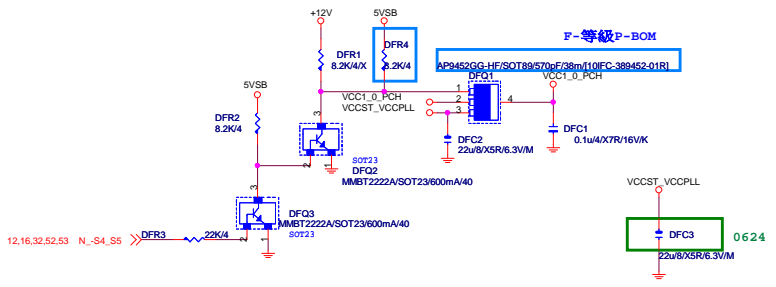 +12V
5VSB
F-等級P-BOM
DFR1
8.2K/4/X
DFR4
8.2K/4
AP9452GG-HF/SOT89/570pF/38m/[10IFC-389452-01R]
DFQ1
VCC1_0_PCH
5VSB
VCC1_0_PCH
VCCST_VCCPLL
1
2
3
4
DFR2
8.2K/4
DFC2
22u/8/X5R/6.3V/M
DFC1
0.1u/4/X7R/16V/K
3
2
1
SOT23
DFQ2
MMBT2222A/SOT23/600mA/40
VCCST_VCCPLL
3
DFQ3
MMBT2222A/SOT23/600mA/40
SOT23
2
1
12,16,32,52,53 N_-S4_S5
DFR3
22K/4
DFC3
0624
22u/8/X5R/6.3V/M